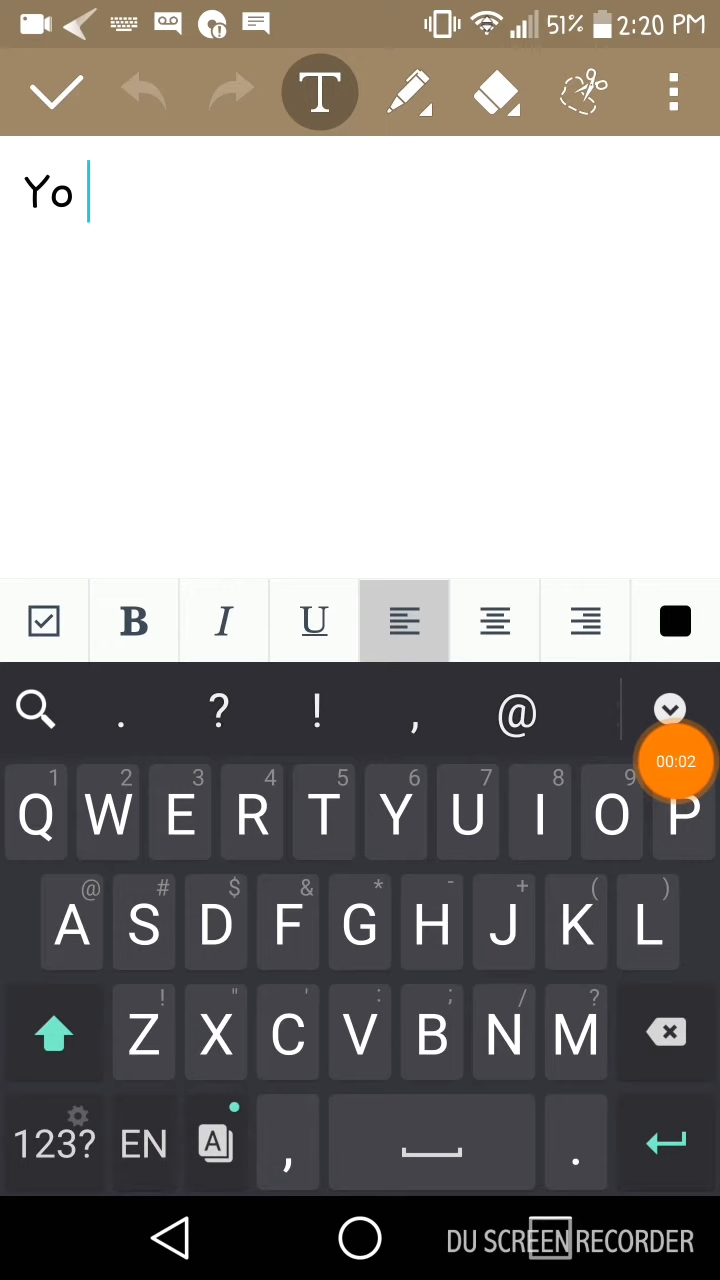 51% 2:20 PM
T
Yo
B I U
. ? ! , @
00:02
1 2 3 4 5 6 7 8 9
Q W E R T Y U I O P
@ # $ & * - + ( )
A S D F G H J K L
! " ' : ; / ?
Z X C V B N M
123? EN A , .
DU SCREEN RECORDER